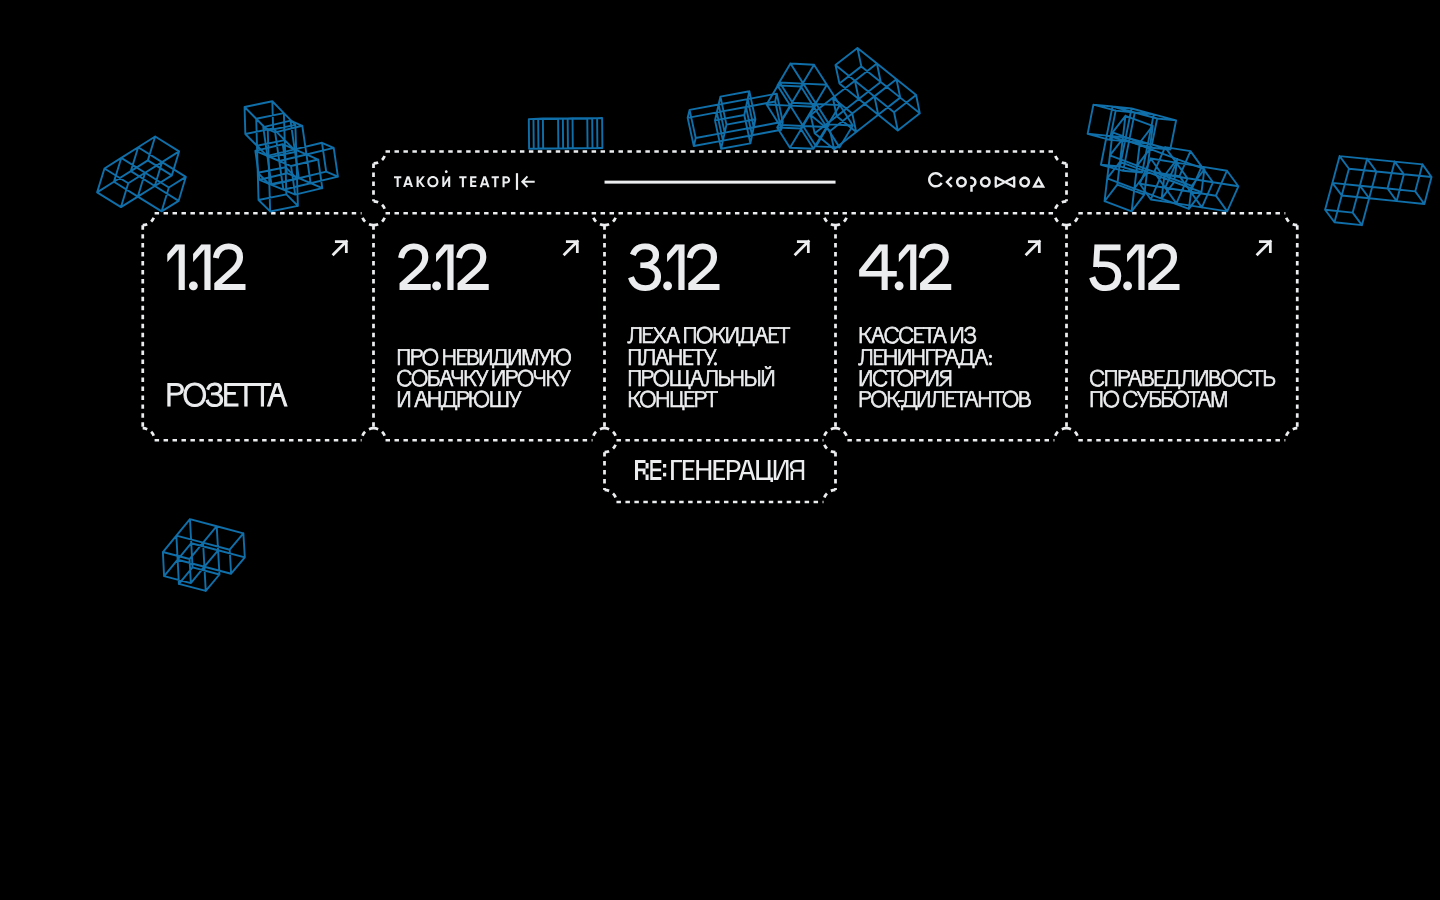 ТАКОЙ ТЕАТР
Скороход
1.12
РОЗЕТТА
2.12
ПРО НЕВИДИМУЮ
СОБАЧКУ ИРОЧКУ
И АНДРЮШУ
3.12
ЛЕХА ПОКИДАЕТ
ПЛАНЕТУ.
ПРОЩАЛЬНЫЙ
КОНЦЕРТ
4.12
КАССЕТА ИЗ
ЛЕНИНГРАДА:
ИСТОРИЯ
РОК-ДИЛЕТАНТОВ
5.12
СПРАВЕДЛИВОСТЬ
ПО СУББОТАМ
RE: ГЕНЕРАЦИЯ